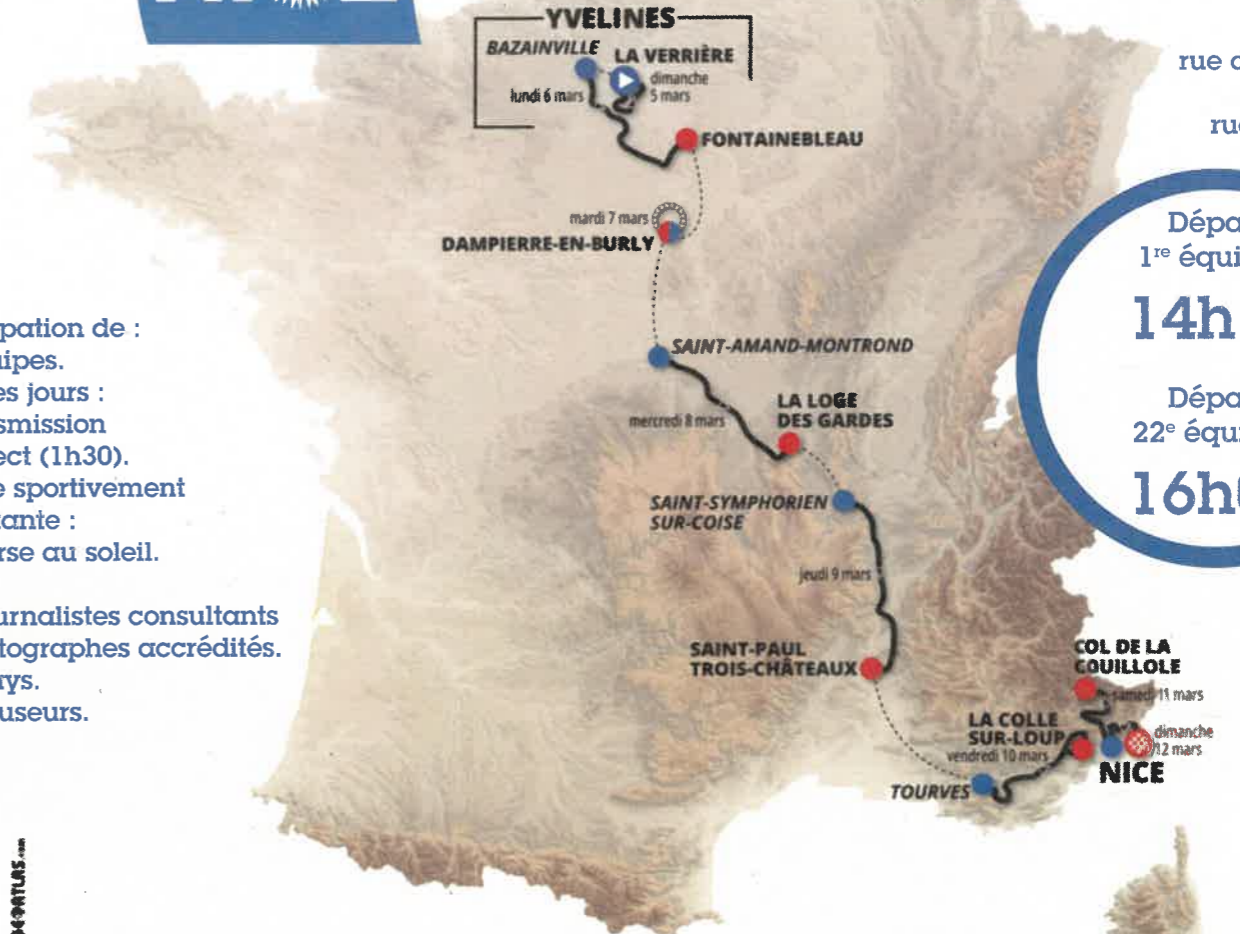 YVELINES
BAZAINVILLE
LA VERRIÈRE
dimanche
5 mars
lundi 6 mars
FONTAINEBLEAU
mardi 7 mars
DAMPIERRE-EN-BURLY
SAINT-AMAND-MONTROND
mercredi 8 mars
LA LOGE
DES GARDES
SAINT-SYMPHORIEN
SUR-COISE
jeudi 9 mars
SAINT-PAUL
TROIS-CHÂTEAUX
COL DE LA
COUILLOLE
samedi 11 mars
LA COLLE
SUR-LOUP
vendredi 10 mars
dimanche
12 mars
NICE
TOURVES
pation de :
uipes.
es jours :
smission
ect (1h30).
e sportivement
tante :
rse au soleil.
urnalistes consultants
tographes accrédités.
ays.
useurs.
rue
ru
Dépa
1re équi
14h
Dépa
22e équi
16h